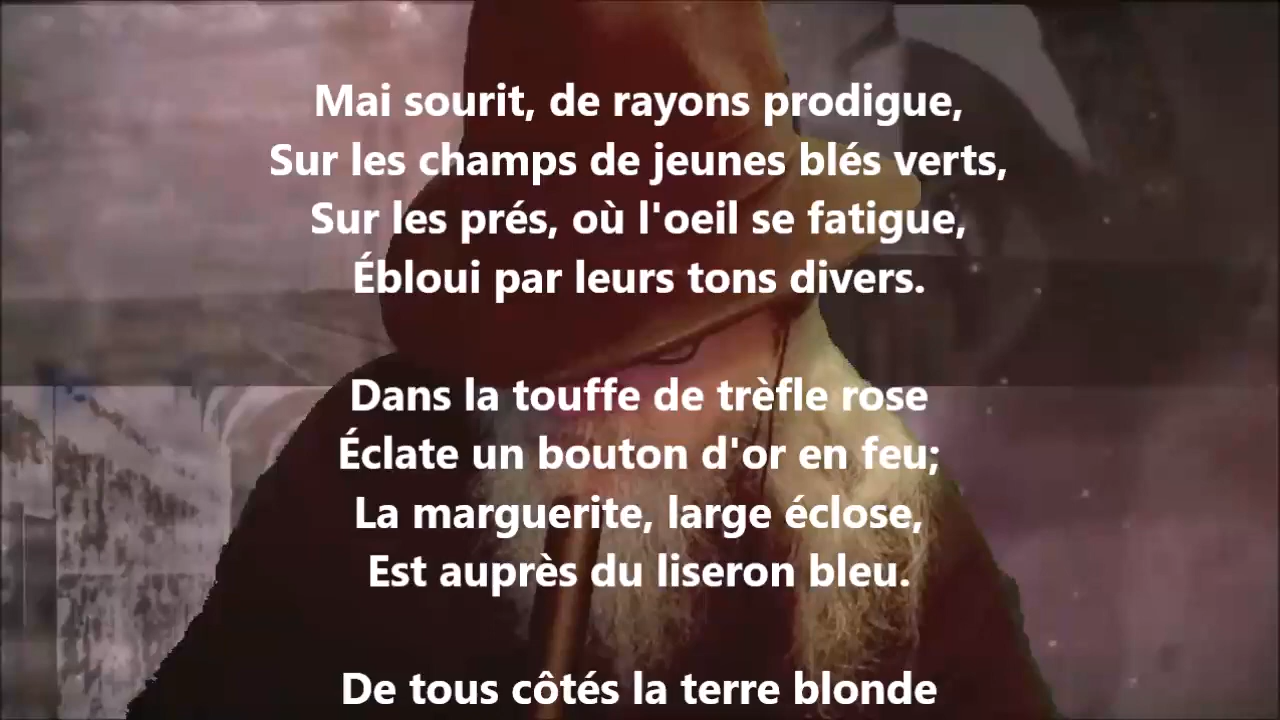 Mai sourit, de rayons prodigue,
Sur les champs de jeunes blés verts,
Sur les prés, où l'oeil se fatigue,
Ébloui par leurs tons divers.
Dans la touffe de trèfle rose
Éclate un bouton d'or en feu;
La marguerite, large éclose,
Est auprès du liseron bleu.
De tous côtés la terre blonde